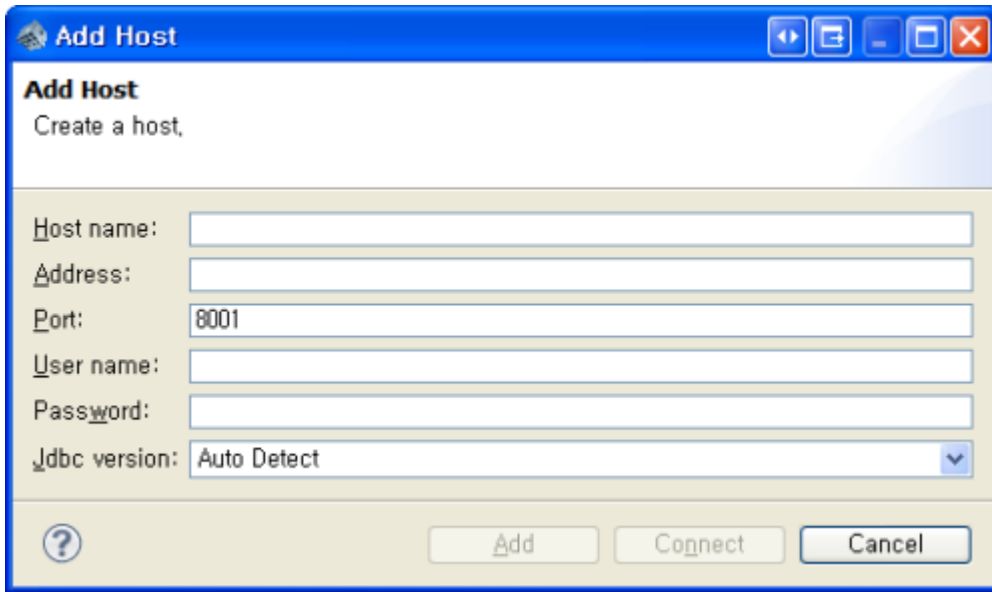 Add Host
Add Host
Create a host,
Host name:
Address:
Port: 8001
User name:
Password:
Jdbc version: Auto Detect
? Add Connect Cancel